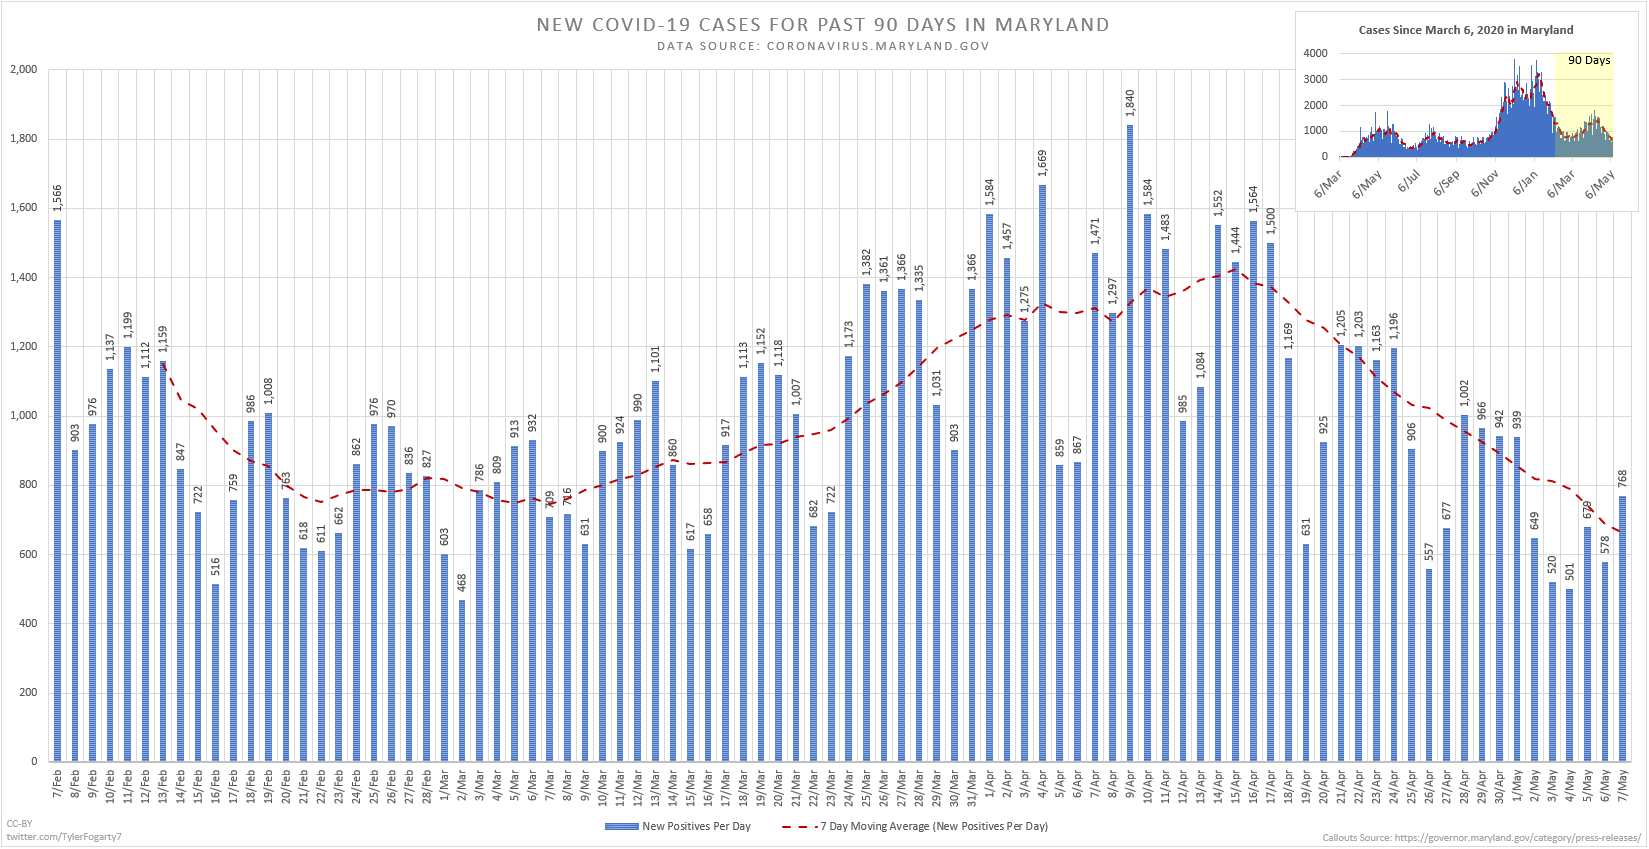 NEW COVID-19 CASES FOR PAST 90 DAYS IN MARYLAND
DATA SOURCE: CORONAVIRUS.MARYLAND.GOV
Cases Since March 6, 2020 in Maryland
90 Days
4000
3000
2000
1000
0
6/Mar 6/May 6/Jul 6/Sep 6/Nov 6/Jan 6/Mar 6/May
2,000
1,800
1,600
1,400
1,200
1,000
800
600
400
200
0
1,566 903 976 1,137 1,199 1,112 1,159 847 722 516 759 986 1,008 763 618 611 662 862 976 970 836 827 603 468 786 809 913 932 709 716 631 900 924 990 1,101 860 617 658 917 1,113 1,152 1,118 1,007 682 722 1,173 1,382 1,361 1,366 1,335 1,031 903 1,366 1,584 1,457 1,275 1,669 859 867 1,471 1,297 1,840 1,584 1,483 985 1,084 1,552 1,444 1,564 1,500 1,169 631 925 1,205 1,203 1,163 1,196 906 557 677 1,002 966 942 939 649 520 501 679 578 768
7/Feb 8/Feb 9/Feb 10/Feb 11/Feb 12/Feb 13/Feb 14/Feb 15/Feb 16/Feb 17/Feb 18/Feb 19/Feb 20/Feb 21/Feb 22/Feb 23/Feb 24/Feb 25/Feb 26/Feb 27/Feb 28/Feb 1/Mar 2/Mar 3/Mar 4/Mar 5/Mar 6/Mar 7/Mar 8/Mar 9/Mar 10/Mar 11/Mar 12/Mar 13/Mar 14/Mar 15/Mar 16/Mar 17/Mar 18/Mar 19/Mar 20/Mar 21/Mar 22/Mar 23/Mar 24/Mar 25/Mar 26/Mar 27/Mar 28/Mar 29/Mar 30/Mar 31/Mar 1/Apr 2/Apr 3/Apr 4/Apr 5/Apr 6/Apr 7/Apr 8/Apr 9/Apr 10/Apr 11/Apr 12/Apr 13/Apr 14/Apr 15/Apr 16/Apr 17/Apr 18/Apr 19/Apr 20/Apr 21/Apr 22/Apr 23/Apr 24/Apr 25/Apr 26/Apr 27/Apr 28/Apr 29/Apr 30/Apr 1/May 2/May 3/May 4/May 5/May 6/May 7/May
New Positives Per Day 7 Day Moving Average (New Positives Per Day)
CC-BY
twitter.com/TylerFogarty7
Callouts Source: https://governor.maryland.gov/category/press-releases/